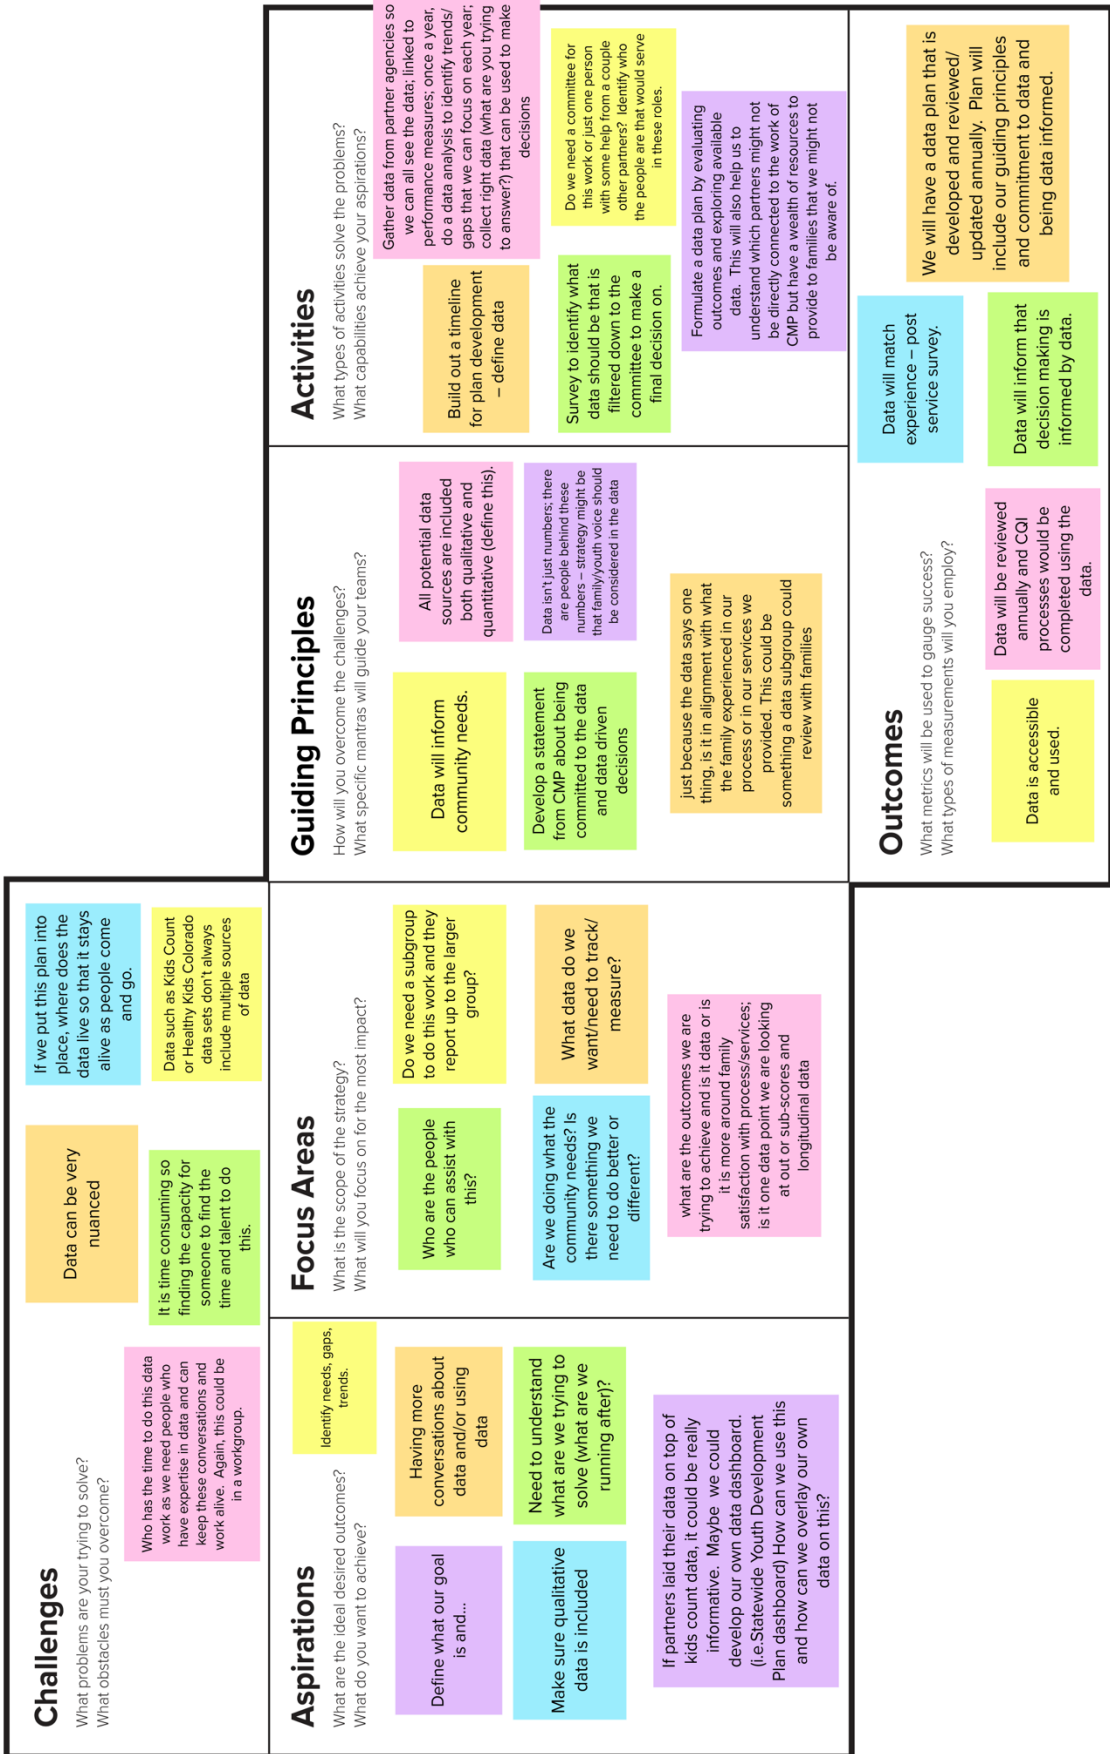 Challenges
What problems are your trying to solve?
What obstacles must you overcome?
Who has the time to do this data
work as we need people who
have expertise in data and can
keep these conversations and
work alive. Again, this could be
in a workgroup.
Data can be very
nuanced
It is time consuming so
finding the capacity for
someone to find the
time and talent to do
this.
If we put this plan into
place, where does the
data live so that it stays
alive as people come
and go.
Data such as Kids Count
or Healthy Kids Colorado
data sets don't always
include multiple sources
of data
Aspirations
What are the ideal desired outcomes?
What do you want to achieve?
Identify needs, gaps,
trends.
Define what our goal
is and...
Having more
conversations about
data and/or using
data
Make sure qualitative
data is included
Need to understand
what are we trying to
solve (what are we
running after)?
If partners laid their data on top of
kids count data, it could be really
informative. Maybe we could
develop our own data dashboard.
(i.e.Statewide Youth Development
Plan dashboard) How can we use this
and how can we overlay our own
data on this?
Focus Areas
What is the scope of the strategy?
What will you focus on for the most impact?
Who are the people
who can assist with
this?
Do we need a subgroup
to do this work and they
report up to the larger
group?
Are we doing what the
community needs? Is
there something we
need to do better or
different?
What data do we
want/need to track/
measure?
what are the outcomes we are
trying to achieve and is it data or is
it is more around family
satisfaction with process/services;
is it one data point we are looking
at out or sub-scores and
longitudinal data
Guiding Principles
How will you overcome the challenges?
What specific mantras will guide your teams?
Data will inform
community needs.
All potential data
sources are included
both qualitative and
quantitative (define this).
Develop a statement
from CMP about being
committed to the data
and data driven
decisions
Data isn't just numbers; there
are people behind these
numbers – strategy might be
that family/youth voice should
be considered in the data
just because the data says one
thing, is it in alignment with what
the family experienced in our
process or in our services we
provided. This could be
something a data subgroup could
review with families
Activities
What types of activities solve the problems?
What capabilities achieve your aspirations?
Build out a timeline
for plan development
– define data
Gather data from partner agencies so
we can all see the data; linked to
performance measures; once a year,
do a data analysis to identify trends/
gaps that we can focus on each year;
collect right data (what are you trying
to answer?) that can be used to make
decisions
Survey to identify what
data should be that is
filtered down to the
committee to make a
final decision on.
Do we need a committee for
this work or just one person
with some help from a couple
other partners? Identify who
the people are that would serve
in these roles.
Formulate a data plan by evaluating
outcomes and exploring available
data. This will also help us to
understand which partners might not
be directly connected to the work of
CMP but have a wealth of resources to
provide to families that we might not
be aware of.
Outcomes
What metrics will be used to gauge success?
What types of measurements will you employ?
Data is accessible
and used.
Data will be reviewed
annually and CQI
processes would be
completed using the
data.
Data will match
experience – post
service survey.
Data will inform that
decision making is
informed by data.
We will have a data plan that is
developed and reviewed/
updated annually. Plan will
include our guiding principles
and commitment to data and
being data informed.